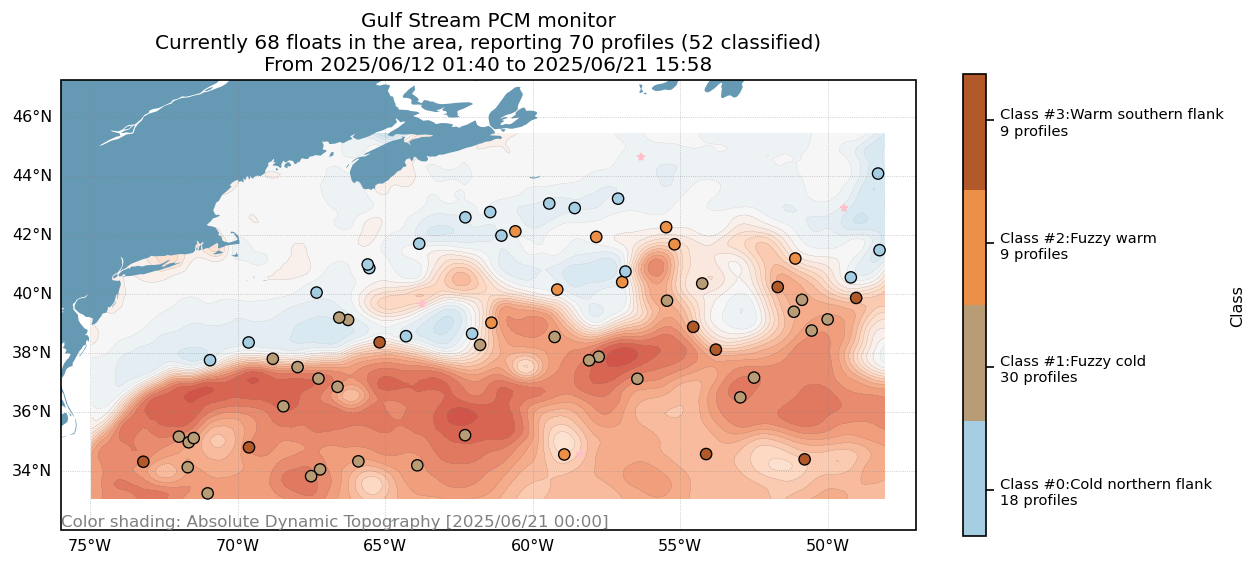 Gulf Stream PCM monitor
Currently 68 floats in the area, reporting 70 profiles (52 classified)
From 2025/06/12 01:40 to 2025/06/21 15:58
46°N
44°N
42°N
40°N
38°N
36°N
34°N
Color shading: Absolute Dynamic Topography [2025/06/21 00:00]
75°W
70°W
65°W
60°W
55°W
50°W
Class #3:Warm southern flank
9 profiles
Class #2:Fuzzy warm
9 profiles
Class #1:Fuzzy cold
30 profiles
Class #0:Cold northern flank
18 profiles
Class